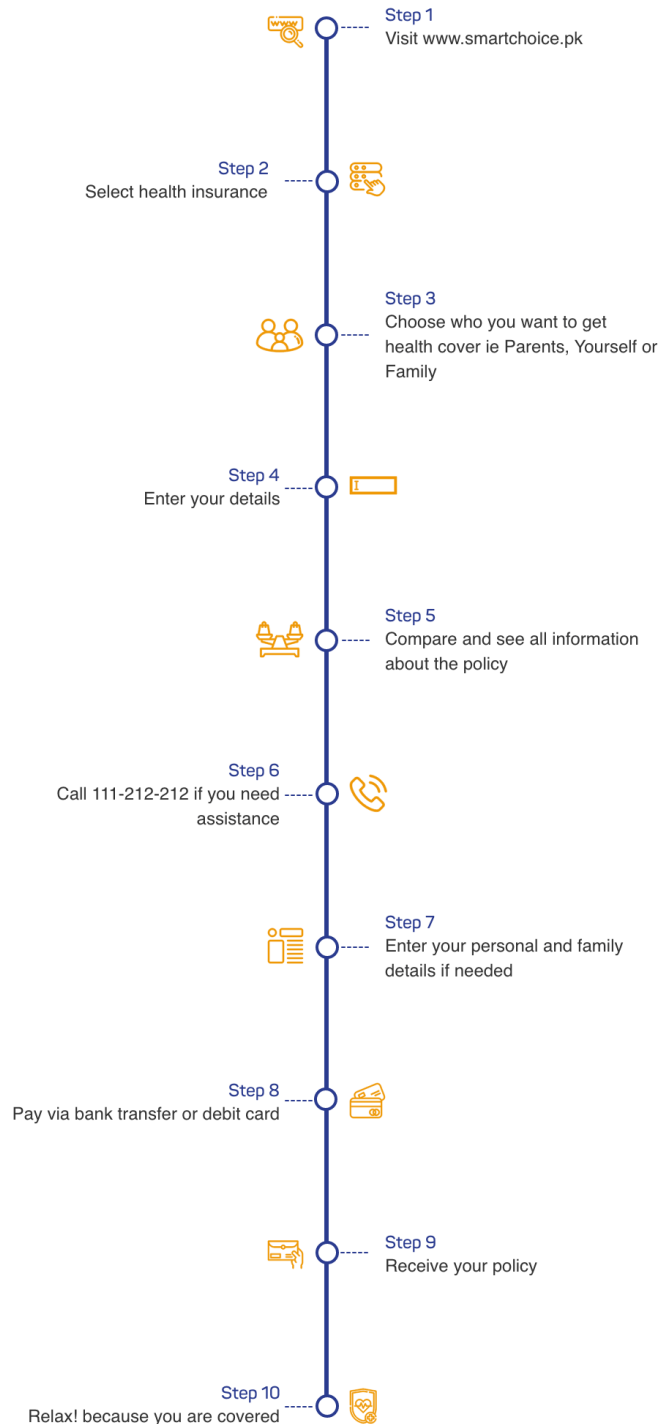 Step 1
Visit www.smartchoice.pk
Step 2
Select health insurance
Step 3
Choose who you want to get
health cover ie Parents, Yourself or
Family
Step 4
Enter your details
Step 5
Compare and see all information
about the policy
Step 6
Call 111-212-212 if you need
assistance
Step 7
Enter your personal and family
details if needed
Step 8
Pay via bank transfer or debit card
Step 9
Receive your policy
Step 10
Relax! because you are covered